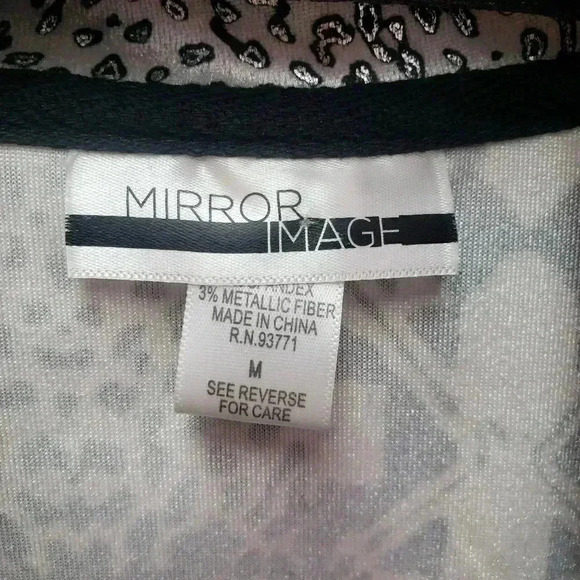 MIRROR
IMAGE
3% METALLIC FIBER
MADE IN CHINA
R.N.93771
M
SEE REVERSE
FOR CARE